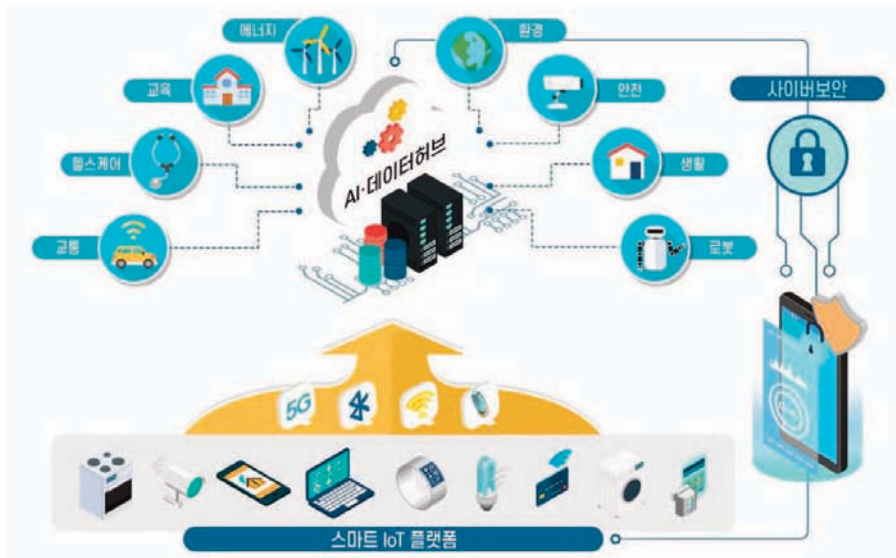 에너지
환경
교육
안전
사이버보안
AI·데이터허브
헬스케어
생활
교통
로봇
5G
스마트 IoT 플랫폼